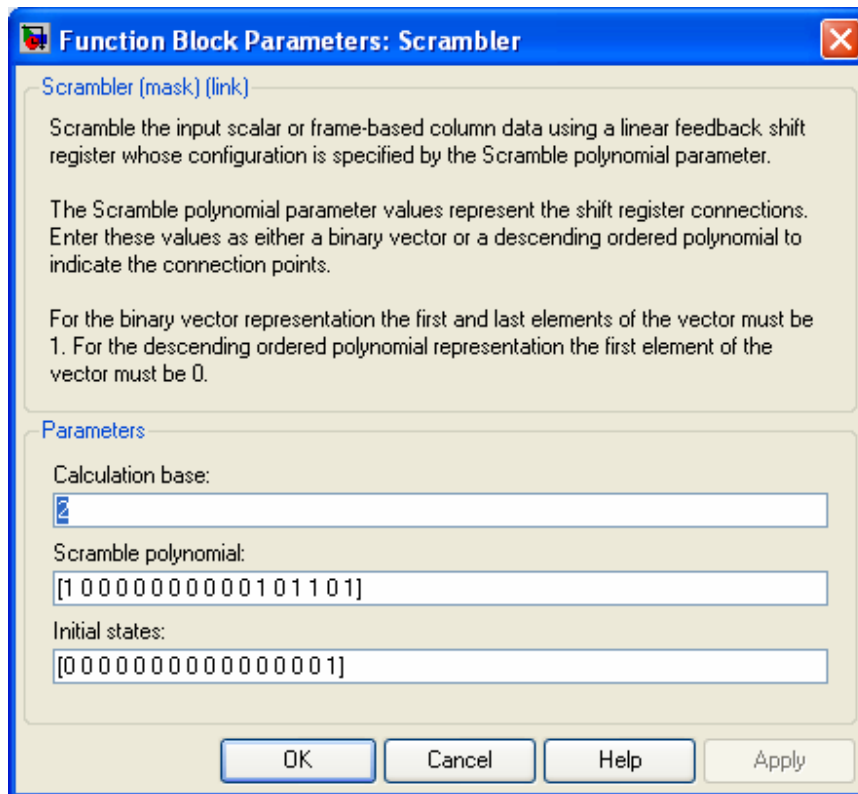 Function Block Parameters: Scrambler
Scrambler (mask) (link)
Scramble the input scalar or frame-based column data using a linear feedback shift
register whose configuration is specified by the Scramble polynomial parameter.
The Scramble polynomial parameter values represent the shift register connections.
Enter these values as either a binary vector or a descending ordered polynomial to
indicate the connection points.
For the binary vector representation the first and last elements of the vector must be
1. For the descending ordered polynomial representation the first element of the
vector must be 0.
Parameters
Calculation base:
2
Scramble polynomial:
[1 0 0 0 0 0 0 0 0 0 0 1 0 1 1 0 1]
Initial states:
[0 0 0 0 0 0 0 0 0 0 0 0 0 0 0 1]
OK
Cancel
Help
Apply